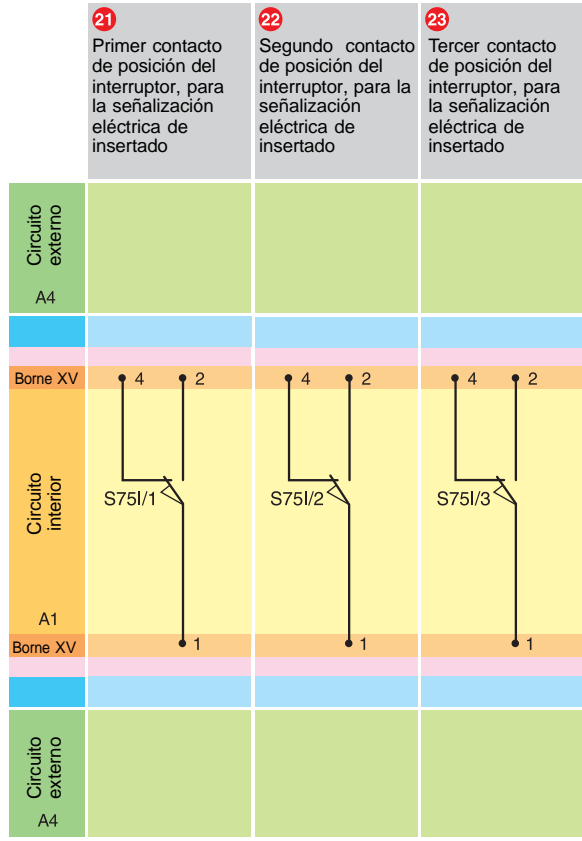 21
Primer contacto
de posición del
interruptor, para
la señalización
eléctrica de
insertado
22
Segundo contacto
de posición del
interruptor, para la
señalización
eléctrica de
insertado
23
Tercer contacto
de posición del
interruptor, para
la señalización
eléctrica de
insertado
Circuito
externo
A4
Borne XV
4 2
4 2
4 2
Circuito
interior
S75I/1
S75I/2
S75I/3
A1
Borne XV
1
1
1
Circuito
externo
A4